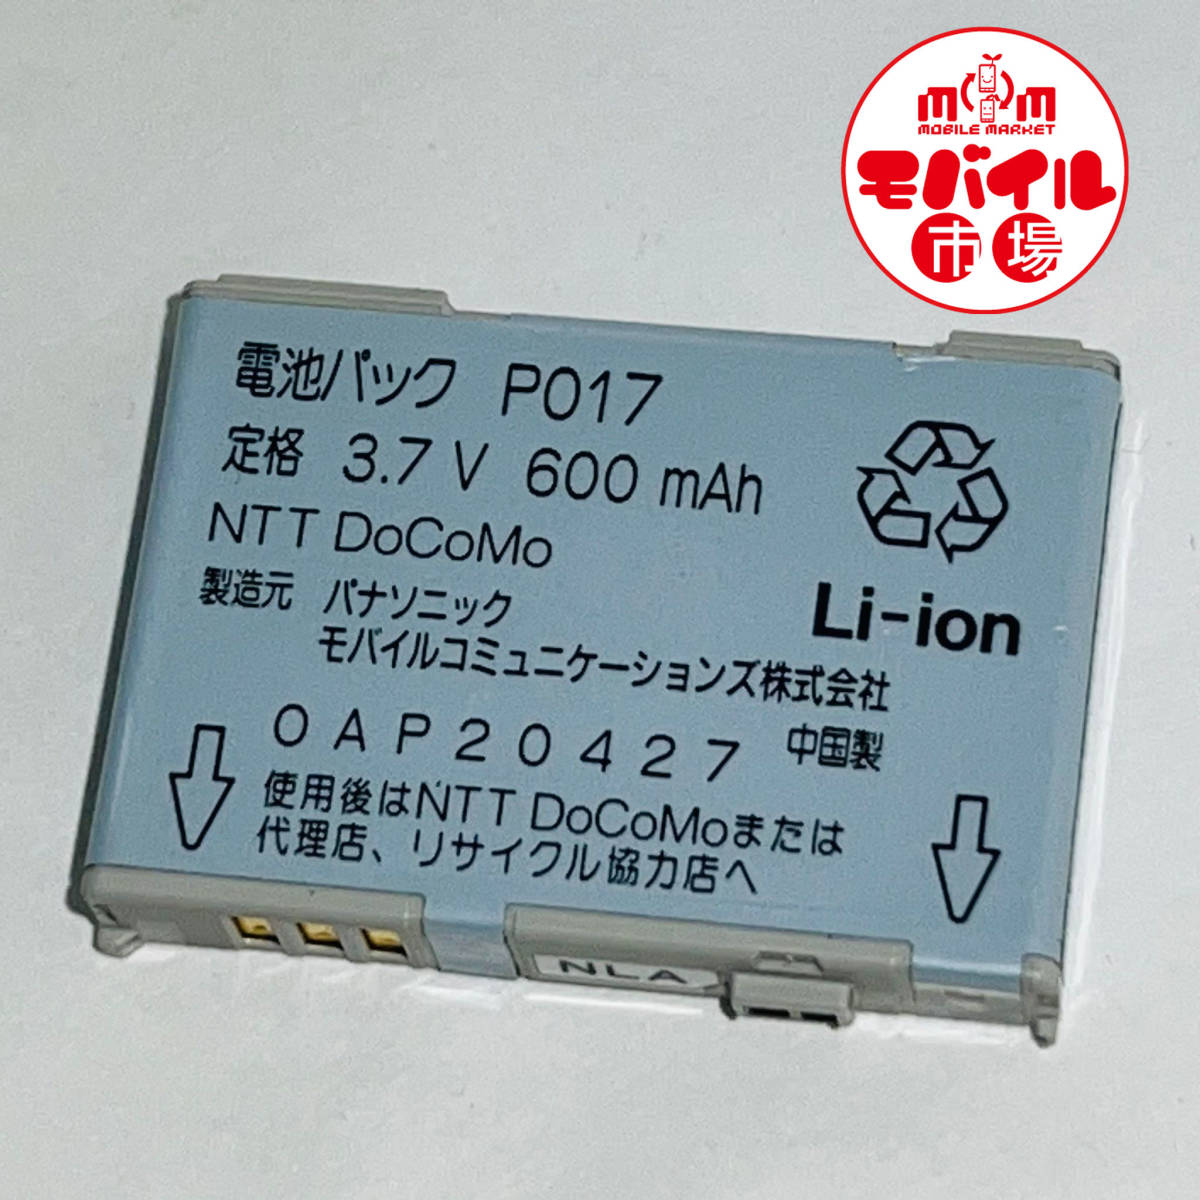 MM
MOBILE MARKET
モバイル
市場
電池パック P017
定格 3.7 V 600 mAh
NTT DoCoMo
製造元 パナソニック
モバイルコミュニケーションズ株式会社
Li-ion
OAP20427 中国製
使用後はNTT DoCoMoまたは
代理店、リサイクル協力店へ
NLA